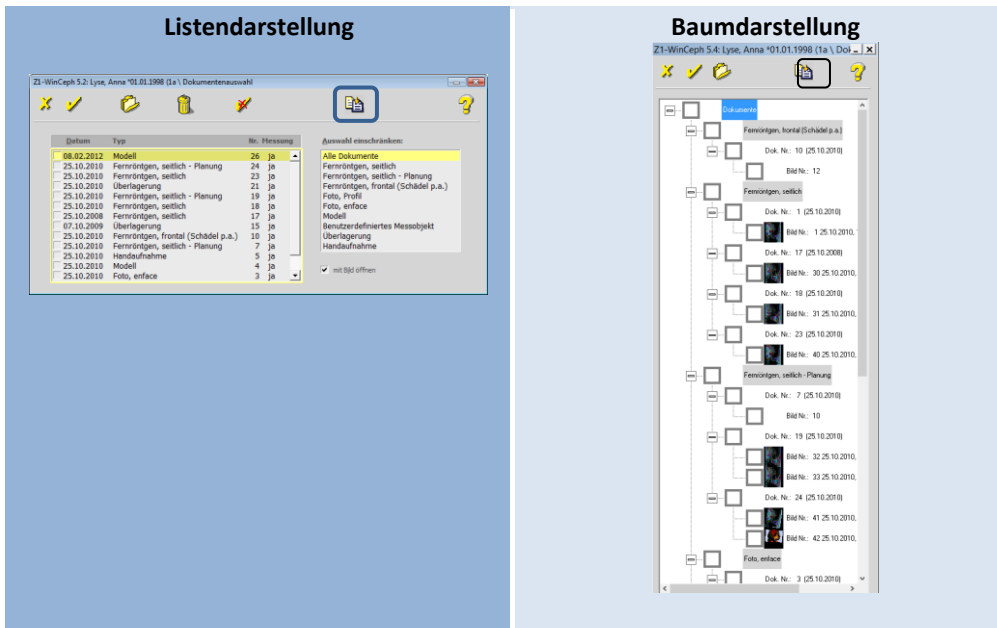 Listendarstellung
Z1-WinCeph 5.2: Lyse, Anna *01.01.1998 (1a \ Dokumentenauswahl
Datum Typ Nr. Messung
08.02.2012 Modell 26 ja
25.10.2010 Fernröntgen, seitlich - Planung 24 ja
25.10.2010 Fernröntgen, seitlich 23 ja
25.10.2010 Überlagerung 21 ja
25.10.2010 Fernröntgen, seitlich - Planung 19 ja
25.10.2010 Fernröntgen, seitlich 18 ja
25.10.2008 Fernröntgen, seitlich 17 ja
07.10.2009 Überlagerung 15 ja
25.10.2010 Fernröntgen, frontal (Schädel p.a.) 10 ja
25.10.2010 Fernröntgen, seitlich - Planung 7 ja
25.10.2010 Handaufnahme 5 ja
25.10.2010 Modell 4 ja
25.10.2010 Foto, enface 3 ja
Auswahl einschränken:
Alle Dokumente
Fernröntgen, seitlich
Fernröntgen, seitlich - Planung
Fernröntgen, frontal (Schädel p.a.)
Foto, Profil
Foto, enface
Modell
Benutzerdefiniertes Messobjekt
Überlagerung
Handaufnahme
mit Bild öffnen
Baumdarstellung
Z1-WinCeph 5.4: Lyse, Anna *01.01.1998 (1a \ Dok
Dokumente
Fernröntgen, frontal (Schädel p.a.)
Dok. Nr.: 10 (25.10.2010)
Bild Nr.: 12
Fernröntgen, seitlich
Dok. Nr.: 1 (25.10.2010)
Bild Nr.: 1 25.10.2010,
Dok. Nr.: 17 (25.10.2008)
Bild Nr.: 30 25.10.2010,
Dok. Nr.: 18 (25.10.2010)
Bild Nr.: 31 25.10.2010,
Dok. Nr.: 23 (25.10.2010)
Bild Nr.: 40 25.10.2010,
Fernröntgen, seitlich - Planung
Dok. Nr.: 7 (25.10.2010)
Bild Nr.: 10
Dok. Nr.: 19 (25.10.2010)
Bild Nr.: 32 25.10.2010,
Bild Nr.: 33 25.10.2010,
Dok. Nr.: 24 (25.10.2010)
Bild Nr.: 41 25.10.2010,
Bild Nr.: 42 25.10.2010,
Foto, enface
Dok. Nr.: 3 (25.10.2010)